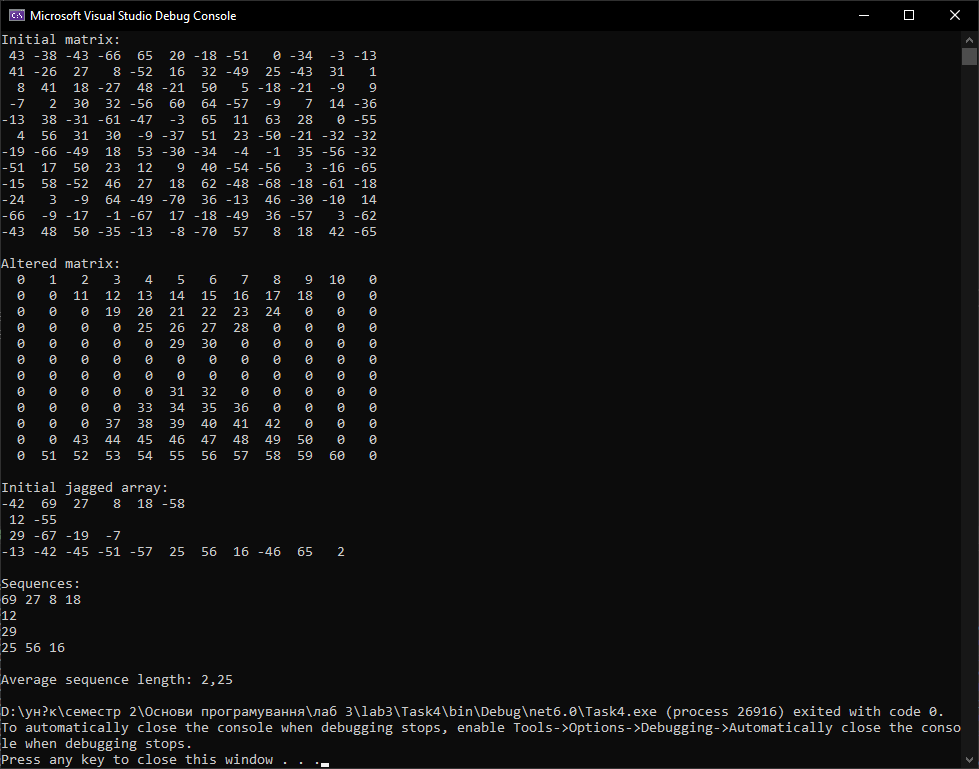 Microsoft Visual Studio Debug Console
Initial matrix:
43 -38 -43 -66 65 20 -18 -51 0 -34 -3 -13
41 -26 27 8 -52 16 32 -49 25 -43 31 1
8 41 18 -27 48 -21 50 5 -18 -21 -9 9
-7 2 30 32 -56 60 64 -57 -9 7 14 -36
-13 38 -31 -61 -47 -3 65 11 63 28 0 -55
4 56 31 30 -9 -37 51 23 -50 -21 -32 -32
-19 -66 -49 18 53 -30 -34 -4 -1 35 -56 -32
-51 17 50 23 12 9 40 -54 -56 3 -16 -65
-15 58 -52 46 27 18 62 -48 -68 -18 -61 -18
-24 3 -9 64 -49 -70 36 -13 46 -30 -10 14
-66 -9 -17 -1 -67 17 -18 -49 36 -57 3 -62
-43 48 50 -35 -13 -8 -70 57 8 18 42 -65
Altered matrix:
0 1 2 3 4 5 6 7 8 9 10 0
0 0 11 12 13 14 15 16 17 18 0 0
0 0 0 19 20 21 22 23 24 0 0 0
0 0 0 0 25 26 27 28 0 0 0 0
0 0 0 0 0 29 30 0 0 0 0 0
0 0 0 0 0 0 0 0 0 0 0 0
0 0 0 0 0 0 0 0 0 0 0 0
0 0 0 0 0 31 32 0 0 0 0 0
0 0 0 0 33 34 35 36 0 0 0 0
0 0 0 37 38 39 40 41 42 0 0 0
0 0 43 44 45 46 47 48 49 50 0 0
0 51 52 53 54 55 56 57 58 59 60 0
Initial jagged array:
-42 69 27 8 18 -58
12 -55
29 -67 -19 -7
-13 -42 -45 -51 -57 25 56 16 -46 65 2
Sequences:
69 27 8 18
12
29
25 56 16
Average sequence length: 2,25
D:\ун?к\семестр 2\Основи програмування\лаб 3\lab3\Task4\bin\Debug\net6.0\Task4.exe (process 26916) exited with code 0.
To automatically close the console when debugging stops, enable Tools->Options->Debugging->Automatically close the conso
le when debugging stops.
Press any key to close this window . . .